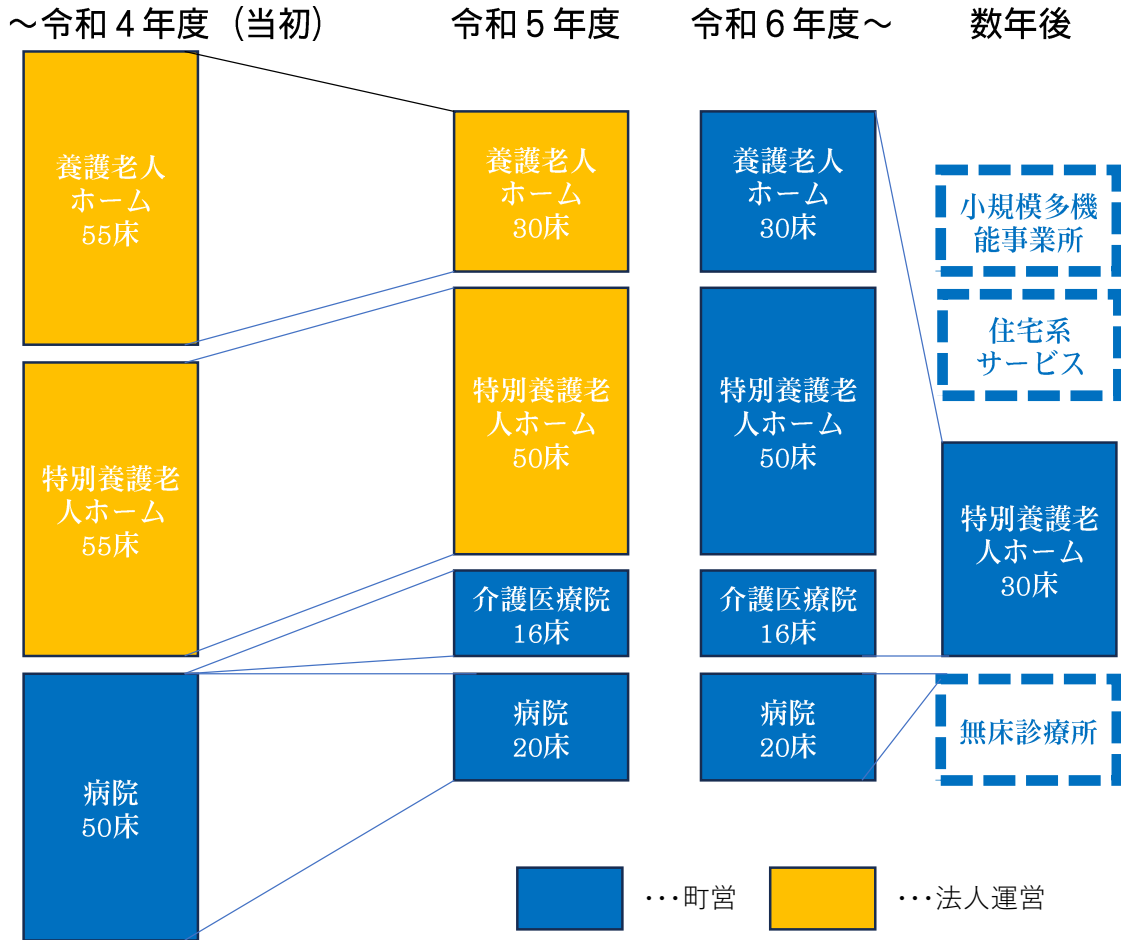 ～令和４年度（当初）
養護老人
ホーム
55床
特別養護老
人ホーム
55床
病院
50床
令和５年度
養護老人
ホーム
30床
特別養護老
人ホーム
50床
介護医療院
16床
病院
20床
令和６年度～
養護老人
ホーム
30床
特別養護老
人ホーム
50床
介護医療院
16床
病院
20床
数年後
小規模多機
能事業所
住宅系
サービス
特別養護老
人ホーム
30床
無床診療所
…町営
…法人運営